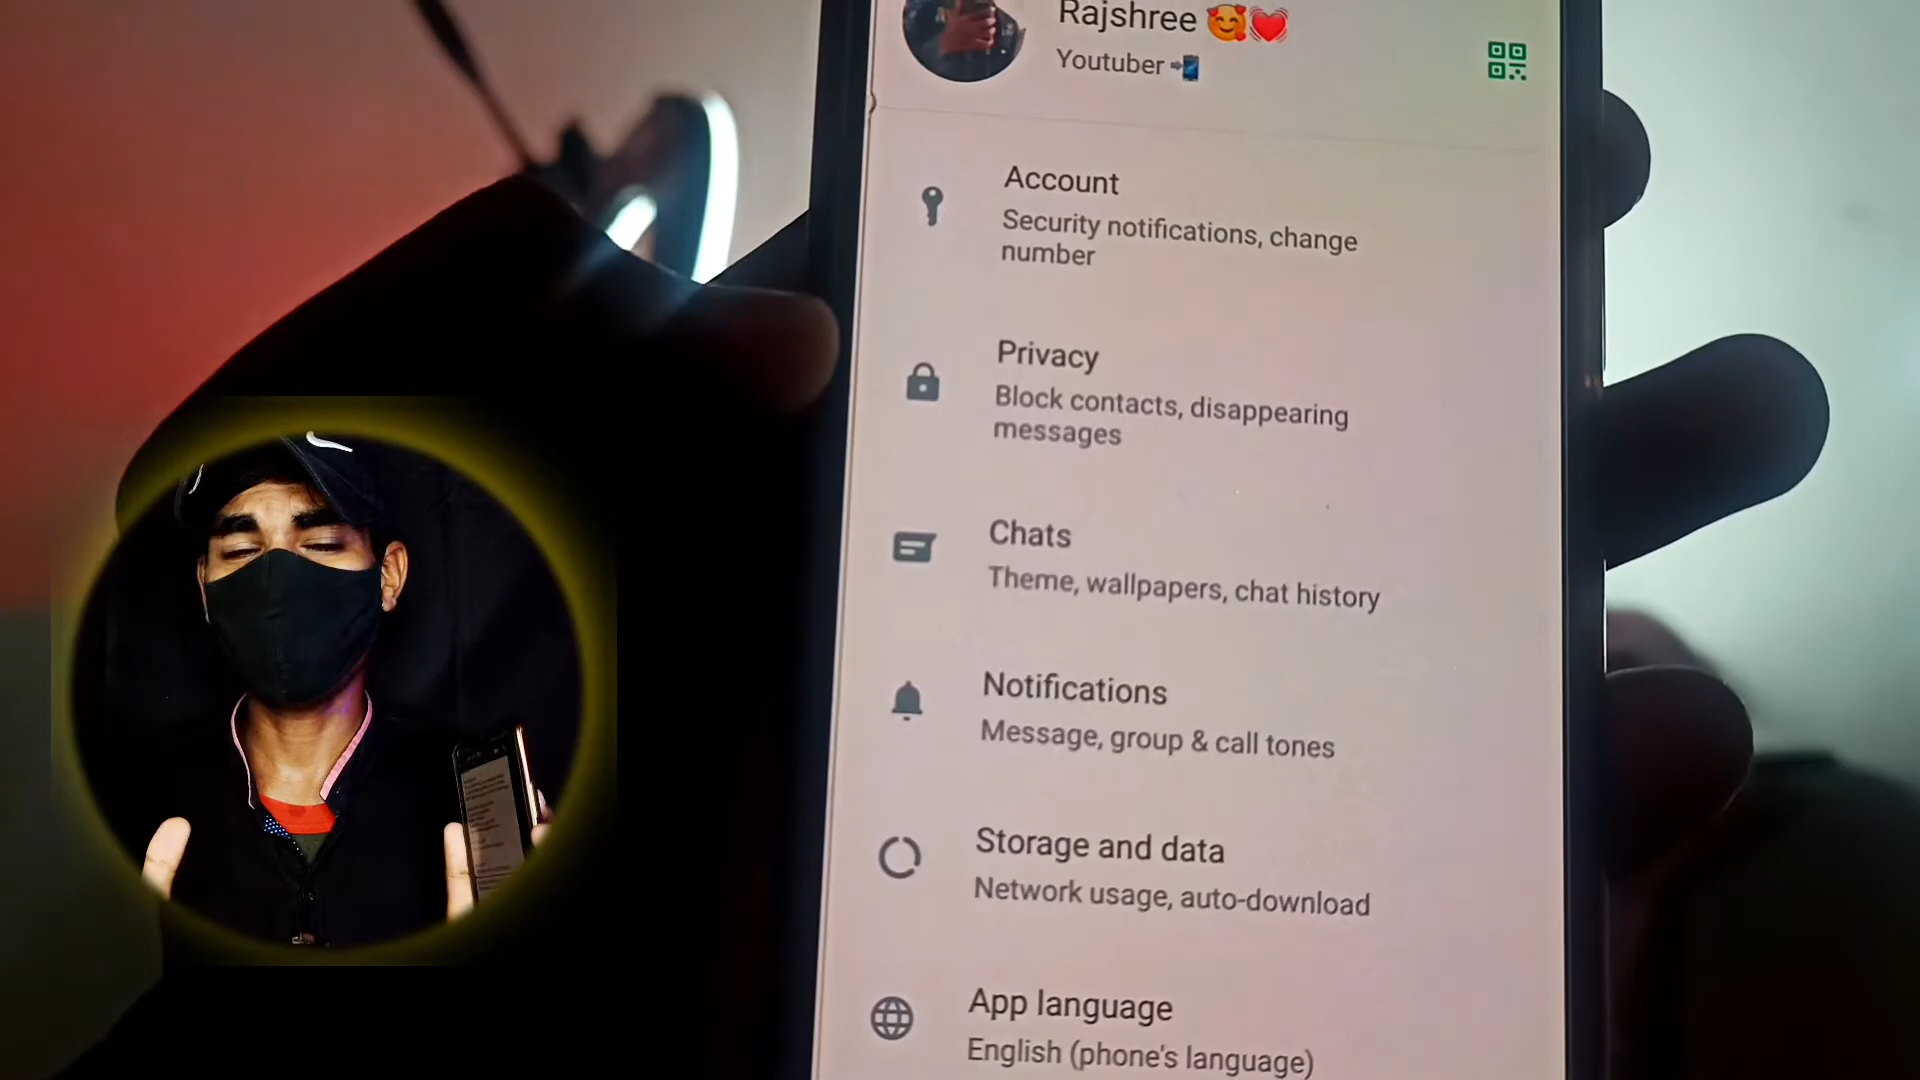 Rajshree 🥰💓
Youtuber 📲
Account
Security notifications, change
number
Privacy
Block contacts, disappearing
messages
Chats
Theme, wallpapers, chat history
Notifications
Message, group & call tones
Storage and data
Network usage, auto-download
App language
English (phone's language)